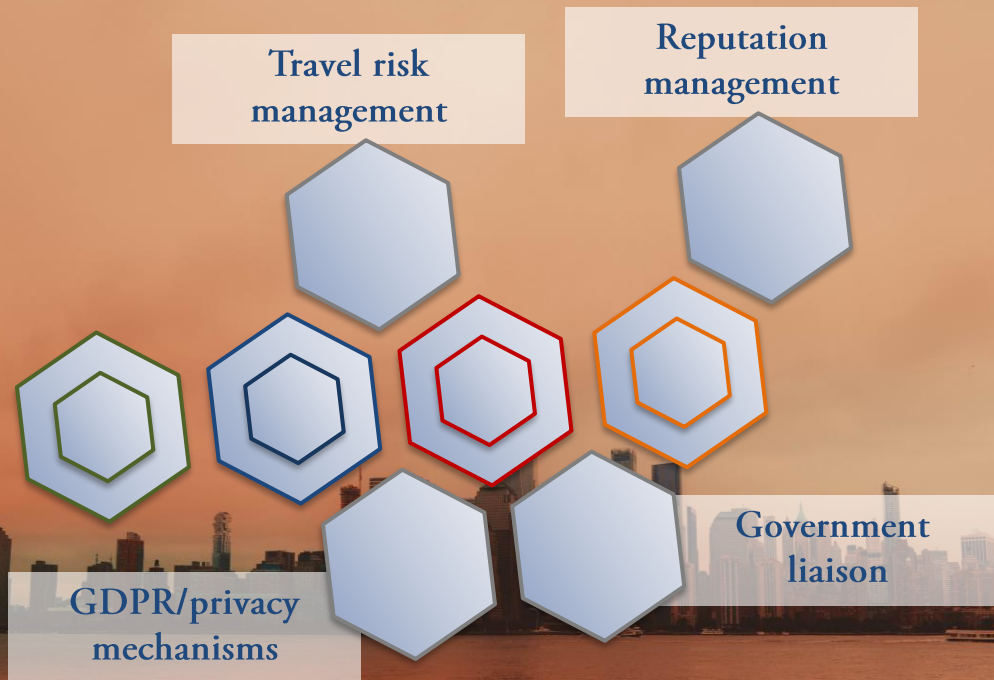 Travel risk
management
Reputation
management
Government
liaison
GDPR/privacy
mechanisms